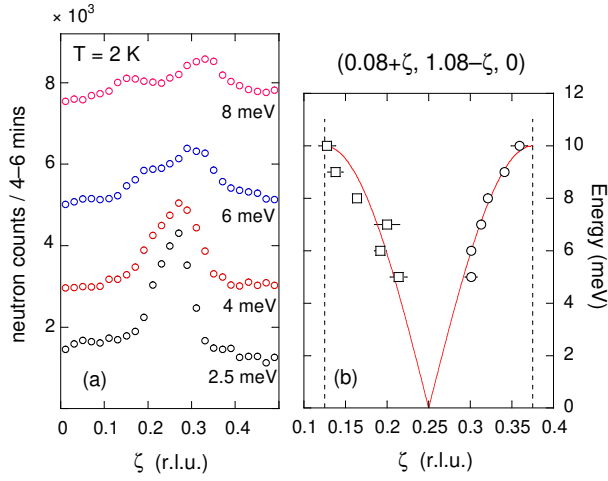 × 10³
T = 2 K
8 meV
6 meV
4 meV
2.5 meV
(a)
8
6
4
2
neutron counts / 4–6 mins
0.0 0.1 0.2 0.3 0.4 0.5
ζ (r.l.u.)
(0.08+ζ, 1.08–ζ, 0)
12
10
8
6
4
2
0
Energy (meV)
(b)
0.1 0.15 0.2 0.25 0.3 0.35 0.4
ζ (r.l.u.)